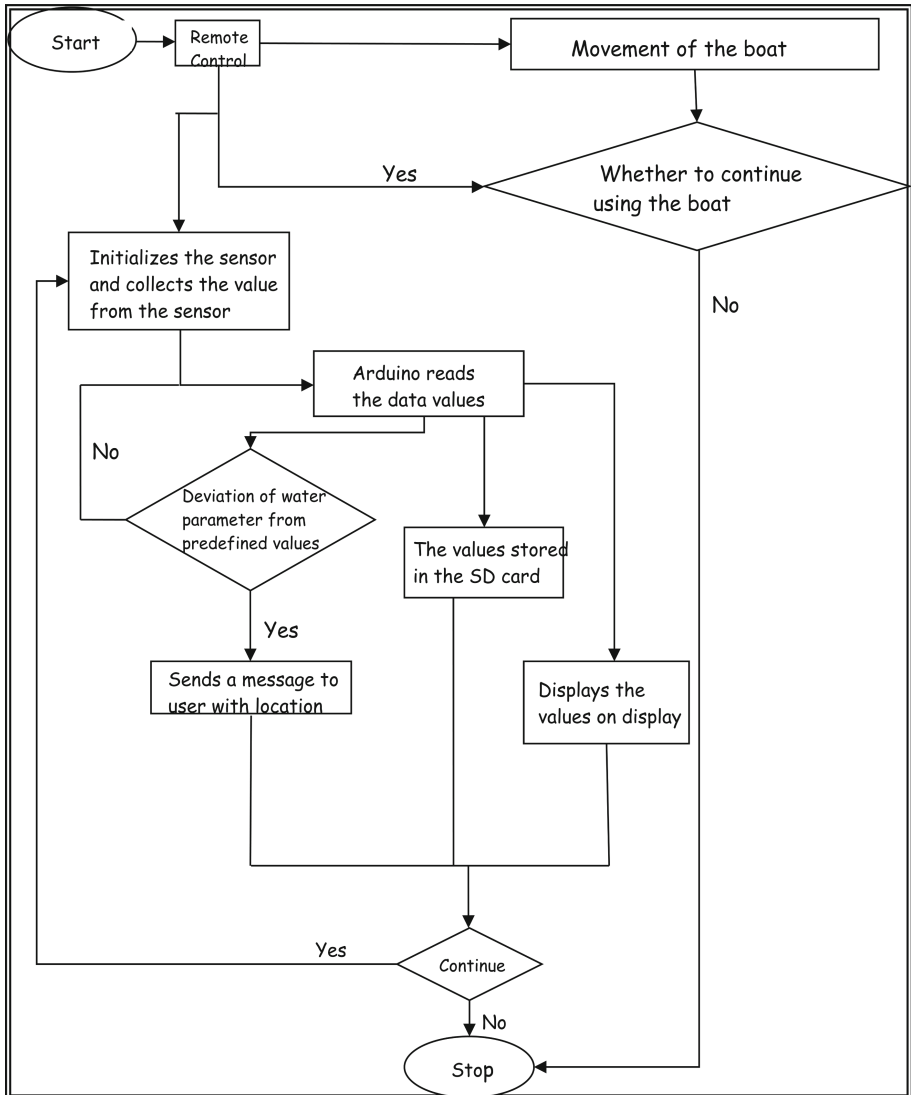 Start
Remote
Control
Movement of the boat
Yes
Whether to continue
using the boat
Initializes the sensor
and collects the value
from the sensor
No
Arduino reads
the data values
No
Deviation of water
parameter from
predefined values
The values stored
in the SD card
Yes
Sends a message to
user with location
Displays the
values on display
Yes
Continue
No
Stop